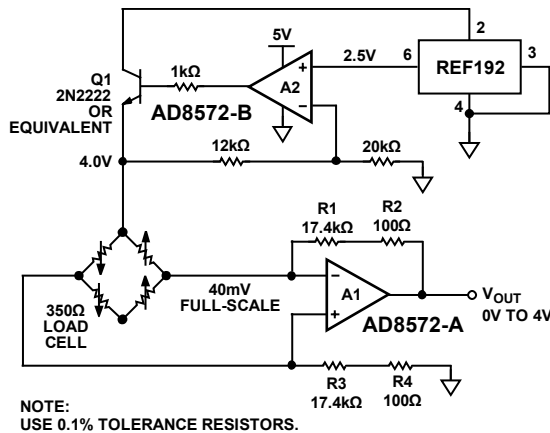 2
5V
6
3
2.5V
REF192
Q1
2N2222
OR
EQUIVALENT
1kΩ
+
A2
−
4
AD8572-B
4.0V
12kΩ
20kΩ
R1
17.4kΩ
R2
100Ω
40mV
FULL-SCALE
−
A1
+
VOUT
0V TO 4V
350Ω
LOAD
CELL
AD8572-A
R3
17.4kΩ
R4
100Ω
NOTE:
USE 0.1% TOLERANCE RESISTORS.